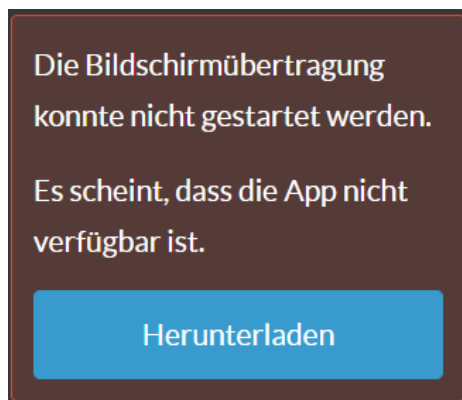 Die Bildschirmübertragung
konnte nicht gestartet werden.
Es scheint, dass die App nicht
verfügbar ist.
Herunterladen